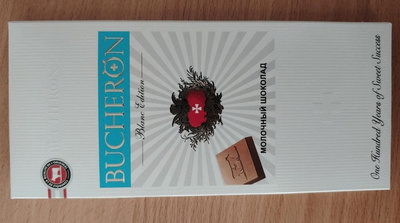 BUCHERON
Blanc Edition
МОЛОЧНЫЙ ШОКОЛАД
One Hundred Years of Sweet Success